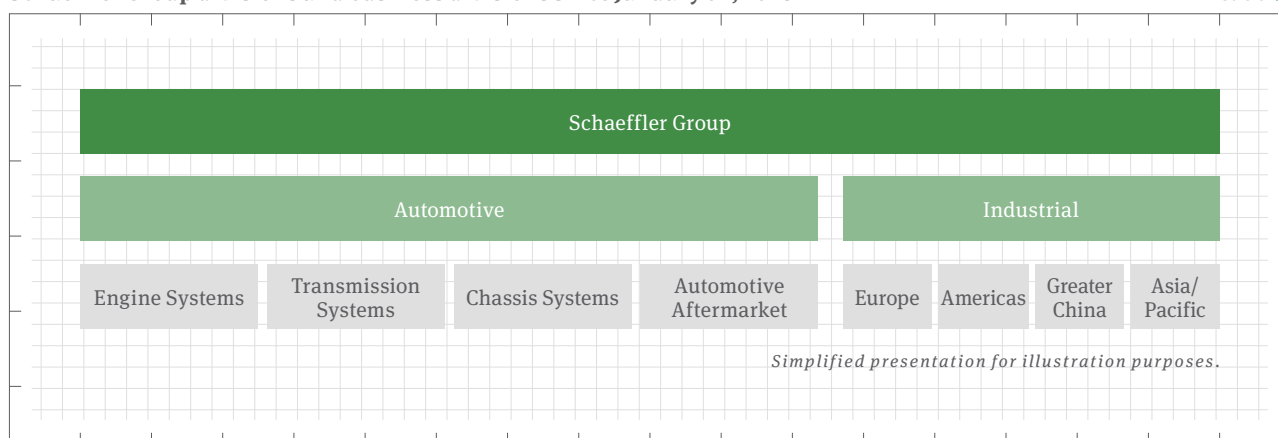 Schaeffler Group
Automotive
Industrial
Engine Systems
Transmission
Systems
Chassis Systems
Automotive
Aftermarket
Europe
Americas
Greater
China
Asia/
Pacific
Simplified presentation for illustration purposes.